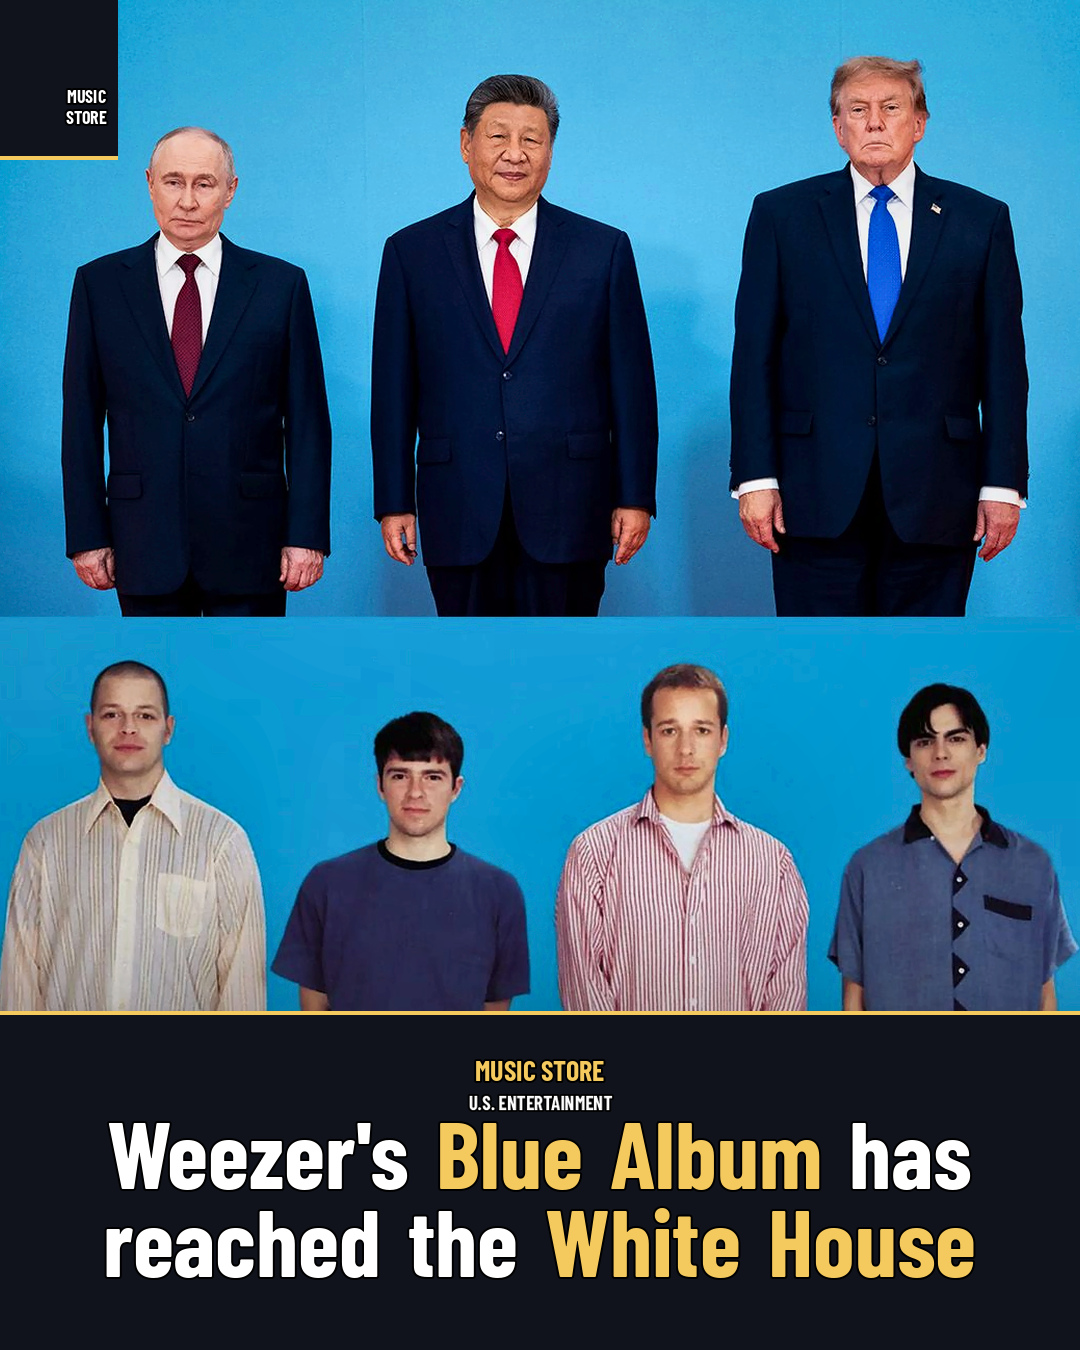 MUSIC
STORE
MUSIC STORE
U.S. ENTERTAINMENT
Weezer's Blue Album has
reached the White House